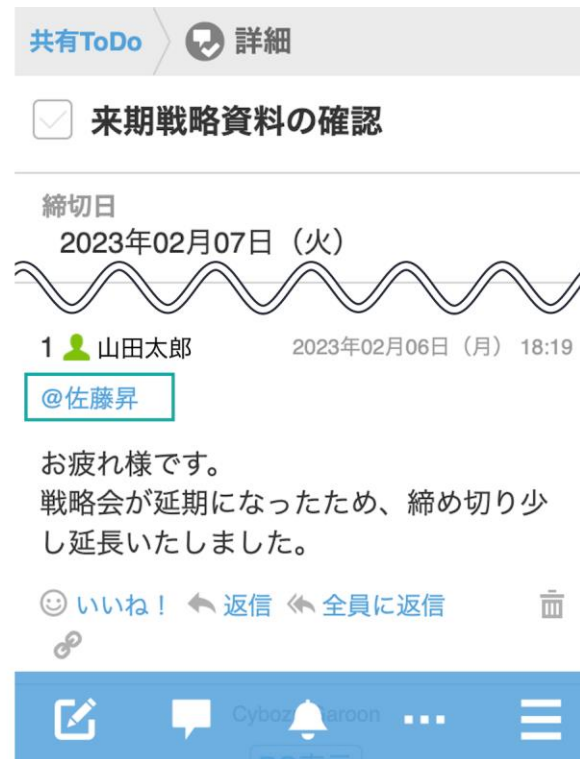 共有ToDo 詳細
来期戦略資料の確認
締切日
2023年02月07日（火）
1 山田太郎 2023年02月06日（月） 18:19
@佐藤昇
お疲れ様です。
戦略会が延期になったため、締め切り少
し延長いたしました。
いいね！ 返信 全員に返信
Cybozu Garoon